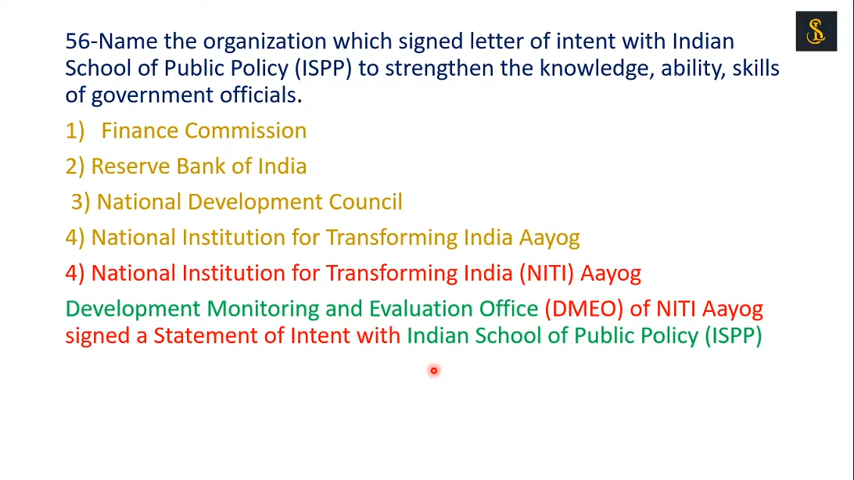 56-Name the organization which signed letter of intent with Indian
School of Public Policy (ISPP) to strengthen the knowledge, ability, skills
of government officials.
1) Finance Commission
2) Reserve Bank of India
3) National Development Council
4) National Institution for Transforming India Aayog
4) National Institution for Transforming India (NITI) Aayog
Development Monitoring and Evaluation Office (DMEO) of NITI Aayog
signed a Statement of Intent with Indian School of Public Policy (ISPP)